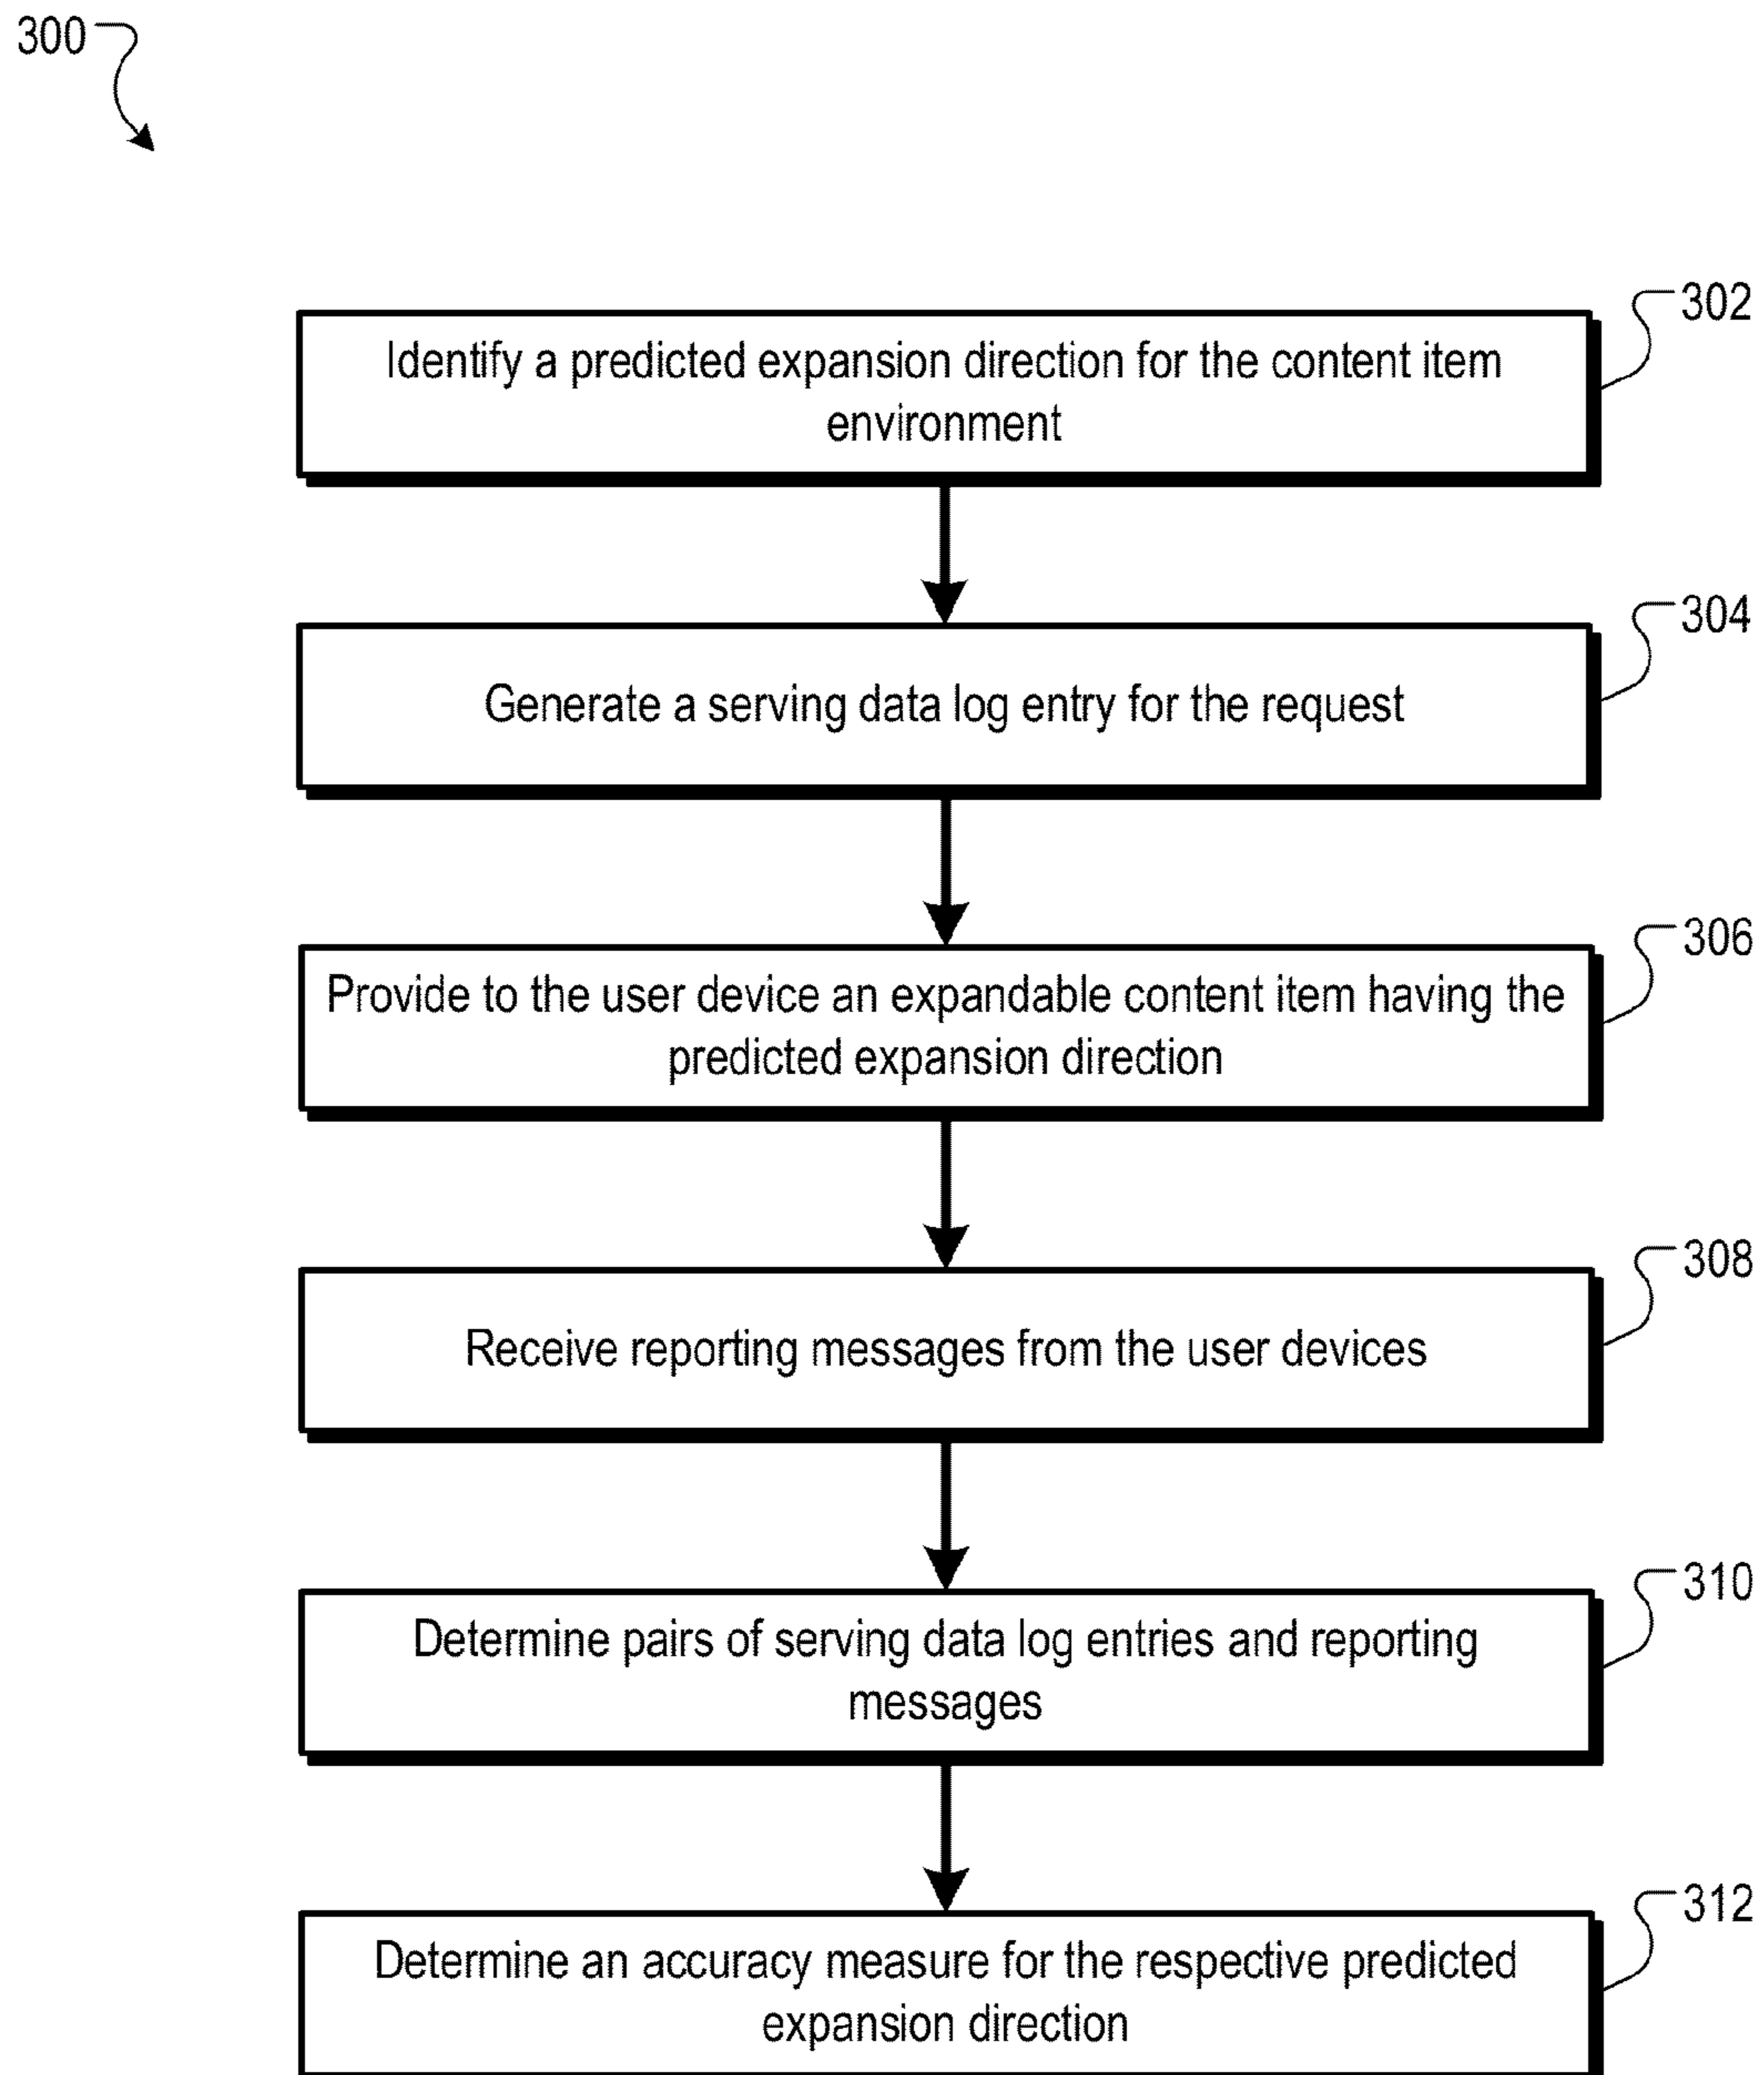 300
302
Identify a predicted expansion direction for the content item
environment
304
Generate a serving data log entry for the request
306
Provide to the user device an expandable content item having the
predicted expansion direction
308
Receive reporting messages from the user devices
310
Determine pairs of serving data log entries and reporting
messages
312
Determine an accuracy measure for the respective predicted
expansion direction